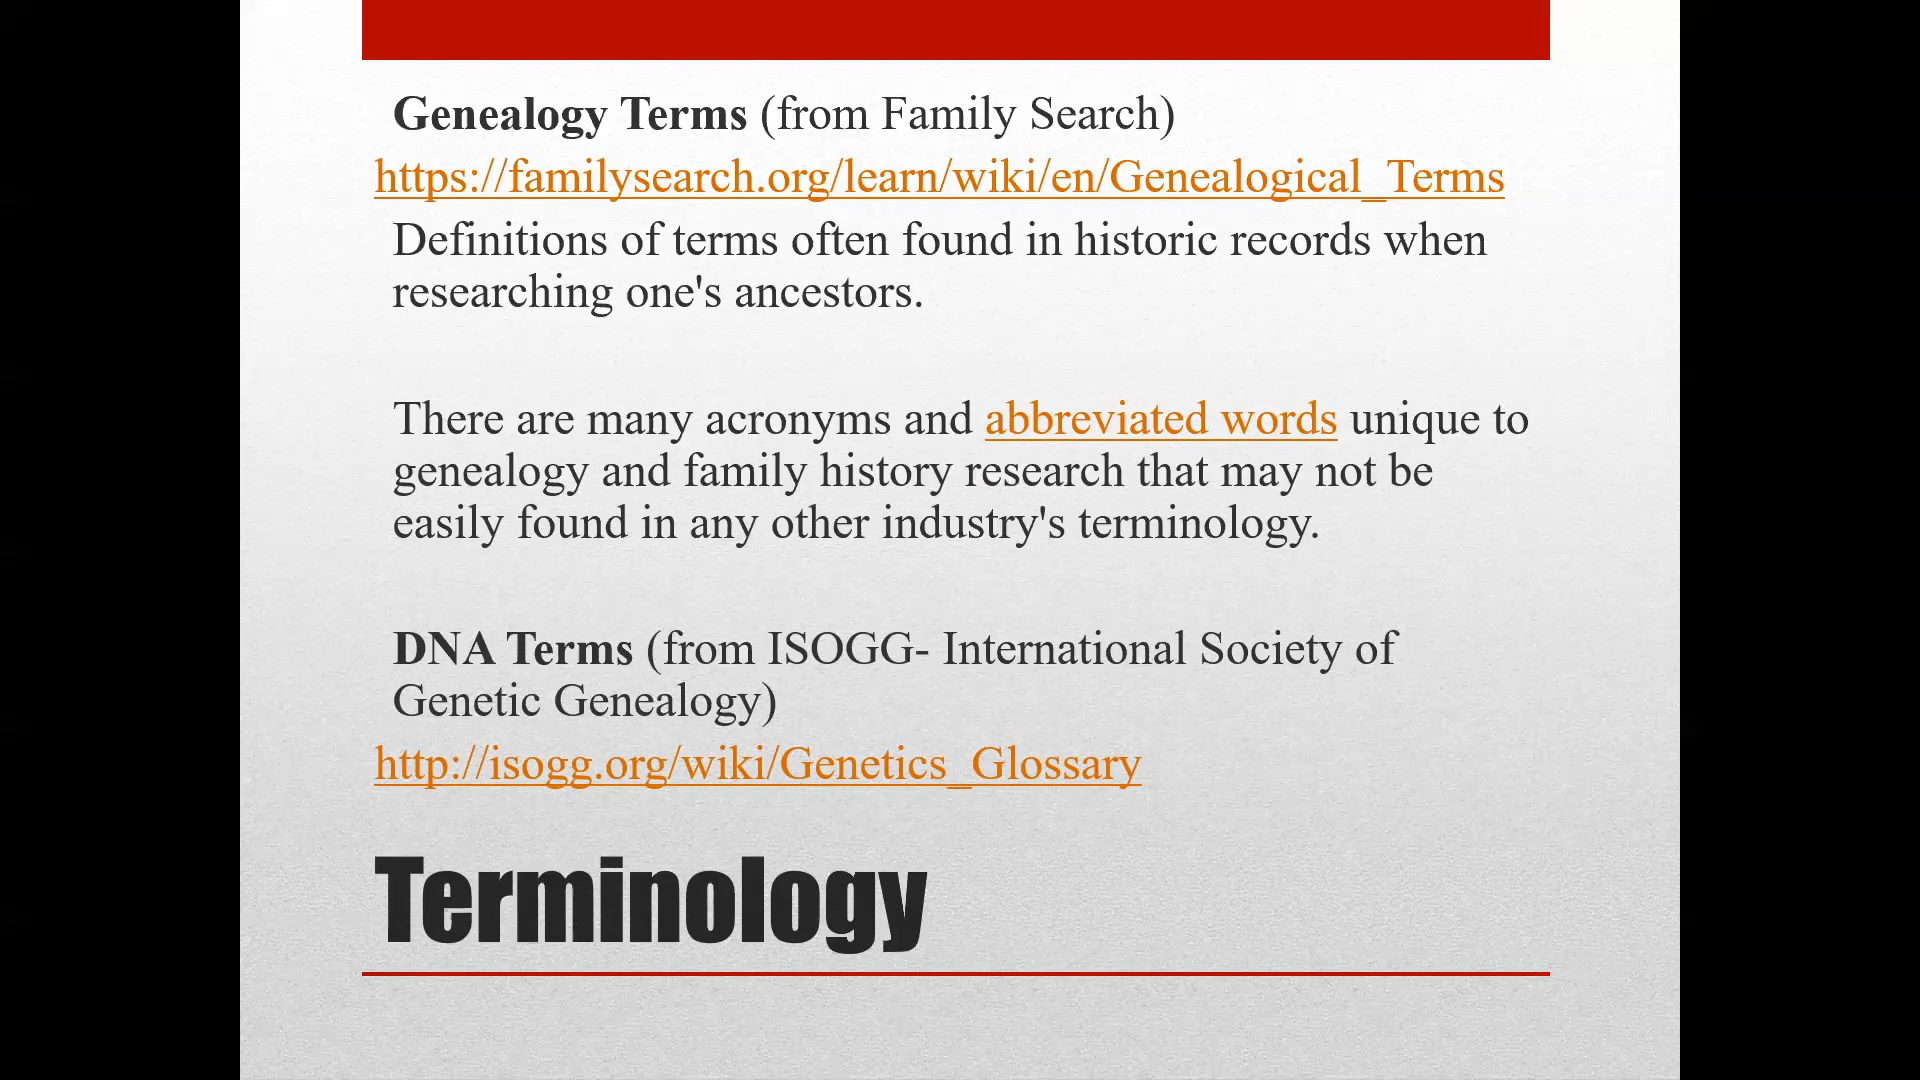 Genealogy Terms (from Family Search)
https://familysearch.org/learn/wiki/en/Genealogical_Terms
Definitions of terms often found in historic records when
researching one's ancestors.
There are many acronyms and abbreviated words unique to
genealogy and family history research that may not be
easily found in any other industry's terminology.
DNA Terms (from ISOGG- International Society of
Genetic Genealogy)
http://isogg.org/wiki/Genetics_Glossary
Terminology